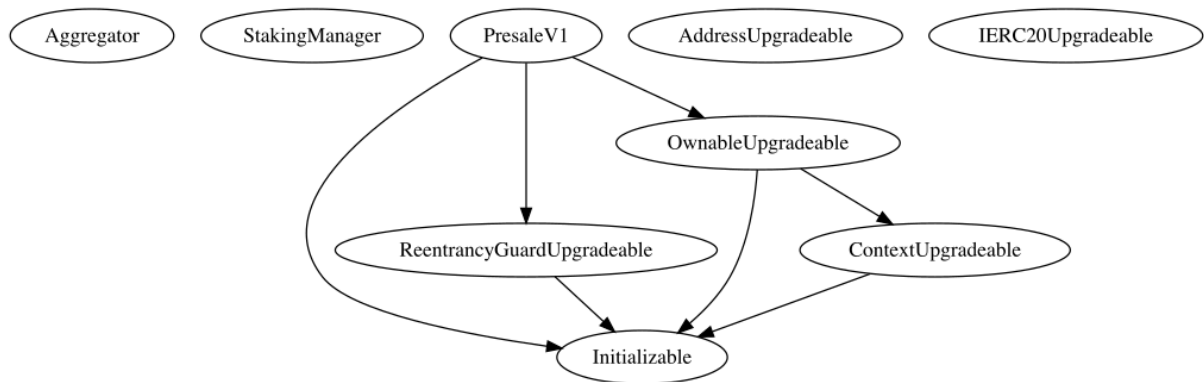 Aggregator
StakingManager
PresaleV1
AddressUpgradeable
IERC20Upgradeable
OwnableUpgradeable
ReentrancyGuardUpgradeable
ContextUpgradeable
Initializable